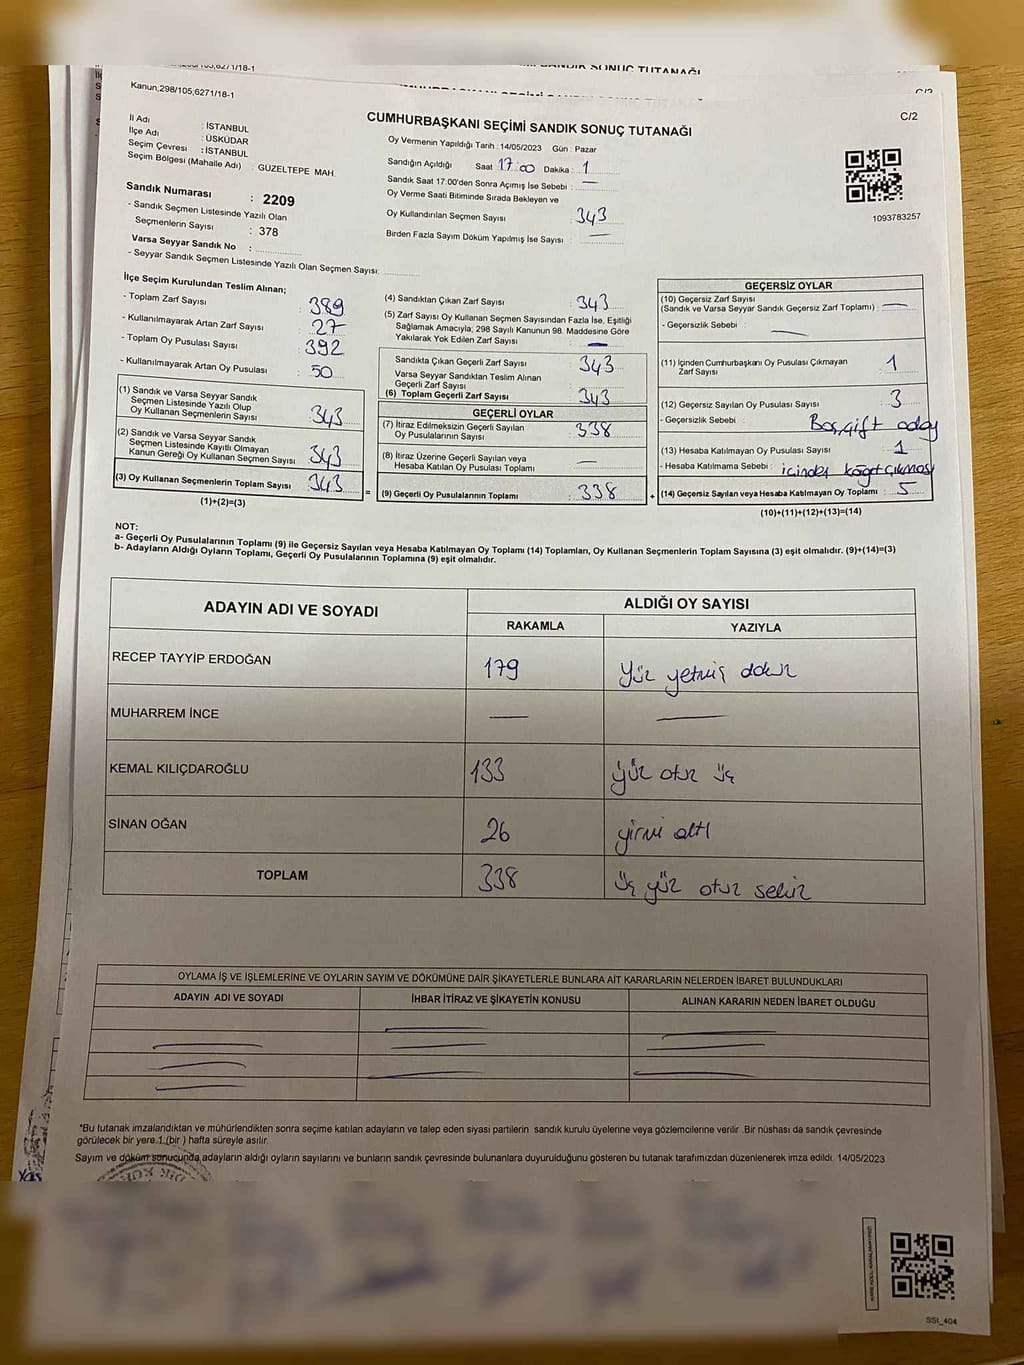 Kanun,298/105,6271/18-1
C/2
CUMHURBAŞKANI SEÇİMİ SANDIK SONUÇ TUTANAĞI
İl Adı : İSTANBUL
İlçe Adı : ÜSKÜDAR
Seçim Çevresi : İSTANBUL
Seçim Bölgesi (Mahalle Adı) : GÜZELTEPE MAH.
Oy Vermenin Yapıldığı Tarih : 14/05/2023 Gün : Pazar
Sandığın Açıldığı Saat 17:00 Dakika : 1
Sandık Saat 17.00'den Sonra Açımış İse Sebebi : —
Oy Verme Saati Bitiminde Sırada Bekleyen ve
Oy Kullandırılan Seçmen Sayısı : 343
Birden Fazla Sayım Döküm Yapılmış İse Sayısı : —
1093783257
Sandık Numarası : 2209
- Sandık Seçmen Listesinde Yazılı Olan
Seçmenlerin Sayısı : 378
Varsa Seyyar Sandık No :
- Seyyar Sandık Seçmen Listesinde Yazılı Olan Seçmen Sayısı:
İlçe Seçim Kurulundan Teslim Alınan;
- Toplam Zarf Sayısı : 389
- Kullanılmayarak Artan Zarf Sayısı : 27
- Toplam Oy Pusulası Sayısı : 392
- Kullanılmayarak Artan Oy Pusulası : 50
(1) Sandık ve Varsa Seyyar Sandık
Seçmen Listesinde Yazılı Olup
Oy Kullanan Seçmenlerin Sayısı : 343
(2) Sandık ve Varsa Seyyar Sandık
Seçmen Listesinde Kayıtlı Olmayan
Kanun Gereği Oy Kullanan Seçmen Sayısı : 343
(3) Oy Kullanan Seçmenlerin Toplam Sayısı : 343
(1)+(2)=(3)
=
(4) Sandıktan Çıkan Zarf Sayısı : 343
(5) Zarf Sayısı Oy Kullanan Seçmen Sayısından Fazla İse, Eşitliği
Sağlamak Amacıyla; 298 Sayılı Kanunun 98. Maddesine Göre
Yakılarak Yok Edilen Zarf Sayısı : —
Sandıkta Çıkan Geçerli Zarf Sayısı : 343
Varsa Seyyar Sandıktan Teslim Alınan
Geçerli Zarf Sayısı :
(6) Toplam Geçerli Zarf Sayısı : 343
GEÇERLİ OYLAR
(7) İtiraz Edilmeksizin Geçerli Sayılan
Oy Pusulalarının Sayısı : 338
(8) İtiraz Üzerine Geçerli Sayılan veya
Hesaba Katılan Oy Pusulası Toplamı : —
(9) Geçerli Oy Pusulalarının Toplamı : 338
+
GEÇERSİZ OYLAR
(10) Geçersiz Zarf Sayısı
(Sandık ve Varsa Seyyar Sandık Geçersiz Zarf Toplamı) : —
- Geçersizlik Sebebi : —
(11) İçinden Cumhurbaşkanı Oy Pusulası Çıkmayan
Zarf Sayısı : 1
(12) Geçersiz Sayılan Oy Pusulası Sayısı : 3
- Geçersizlik Sebebi : Boş, çift aday
(13) Hesaba Katılmayan Oy Pusulası Sayısı : 1
- Hesaba Katılmama Sebebi : içinden kağıt çıkması
(14) Geçersiz Sayılan veya Hesaba Katılmayan Oy Toplamı : 5
(10)+(11)+(12)+(13)=(14)
NOT:
a- Geçerli Oy Pusulalarının Toplamı (9) ile Geçersiz Sayılan veya Hesaba Katılmayan Oy Toplamı (14) Toplamları, Oy Kullanan Seçmenlerin Toplam Sayısına (3) eşit olmalıdır. (9)+(14)=(3)
b- Adayların Aldığı Oyların Toplamı, Geçerli Oy Pusulalarının Toplamına (9) eşit olmalıdır.
ADAYIN ADI VE SOYADI ALDIĞI OY SAYISI
RAKAMLA YAZIYLA
RECEP TAYYİP ERDOĞAN 179 Yüz yetmiş dokuz
MUHARREM İNCE — —
KEMAL KILIÇDAROĞLU 133 yüz otuz üç
SİNAN OĞAN 26 yirmi altı
TOPLAM 338 üç yüz otuz sekiz
OYLAMA İŞ VE İŞLEMLERİNE VE OYLARIN SAYIM VE DÖKÜMÜNE DAİR ŞİKAYETLERLE BUNLARA AİT KARARLARIN NELERDEN İBARET BULUNDUKLARI
ADAYIN ADI VE SOYADI İHBAR İTİRAZ VE ŞİKAYETİN KONUSU ALINAN KARARIN NEDEN İBARET OLDUĞU
*Bu tutanak imzalandıktan ve mühürlendikten sonra seçime katılan adayların ve talep eden siyasi partilerin sandık kurulu üyelerine veya gözlemcilerine verilir .Bir nüshası da sandık çevresinde
görülecek bir yere 1 (bir ) hafta süreyle asılır.
Sayım ve döküm sonucunda adayların aldığı oyların sayılarını ve bunların sandık çevresinde bulunanlara duyurulduğunu gösteren bu tutanak tarafımızdan düzenlenerek imza edildi. 14/05/2023
SSI_404